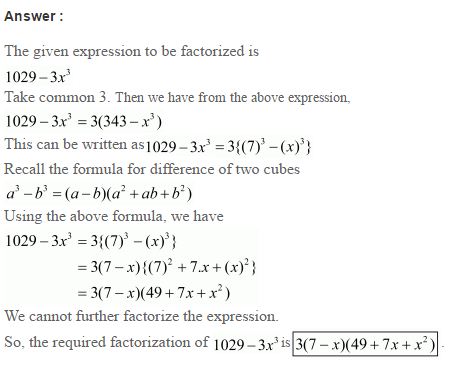 Answer :
The given expression to be factorized is
1029 – 3x³
Take common 3. Then we have from the above expression,
1029 – 3x³ = 3(343 – x³)
This can be written as 1029 – 3x³ = 3{(7)³ – (x)³}
Recall the formula for difference of two cubes
a³ – b³ = (a – b)(a² + ab + b²)
Using the above formula, we have
1029 – 3x³ = 3{(7)³ – (x)³}
= 3(7 – x){(7)² + 7.x + (x)²}
= 3(7 – x)(49 + 7x + x²)
We cannot further factorize the expression.
So, the required factorization of 1029 – 3x³ is 3(7 – x)(49 + 7x + x²) .